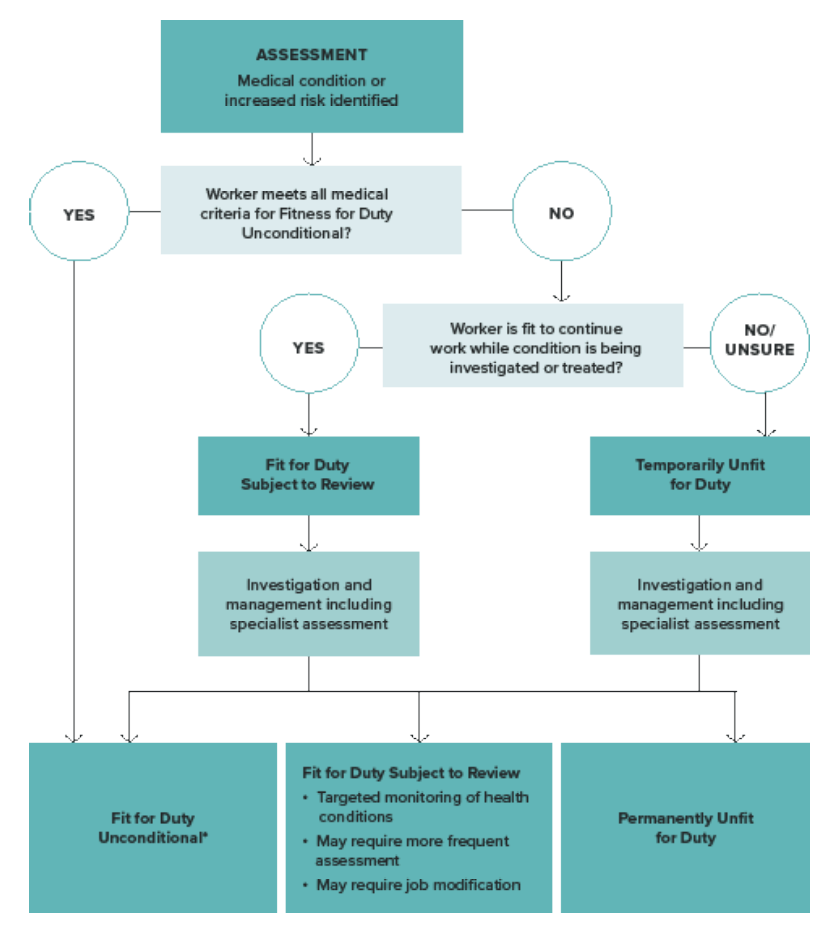 ASSESSMENT
Medical condition or
increased risk identified
Worker meets all medical
criteria for Fitness for Duty
Unconditional?
YES
NO
Worker is fit to continue
work while condition is being
investigated or treated?
YES
NO/
UNSURE
Fit for Duty
Subject to Review
Temporarily Unfit
for Duty
Investigation and
management including
specialist assessment
Investigation and
management including
specialist assessment
Fit for Duty
Unconditional*
Fit for Duty Subject to Review
• Targeted monitoring of health
conditions
• May require more frequent
assessment
• May require job modification
Permanently Unfit
for Duty